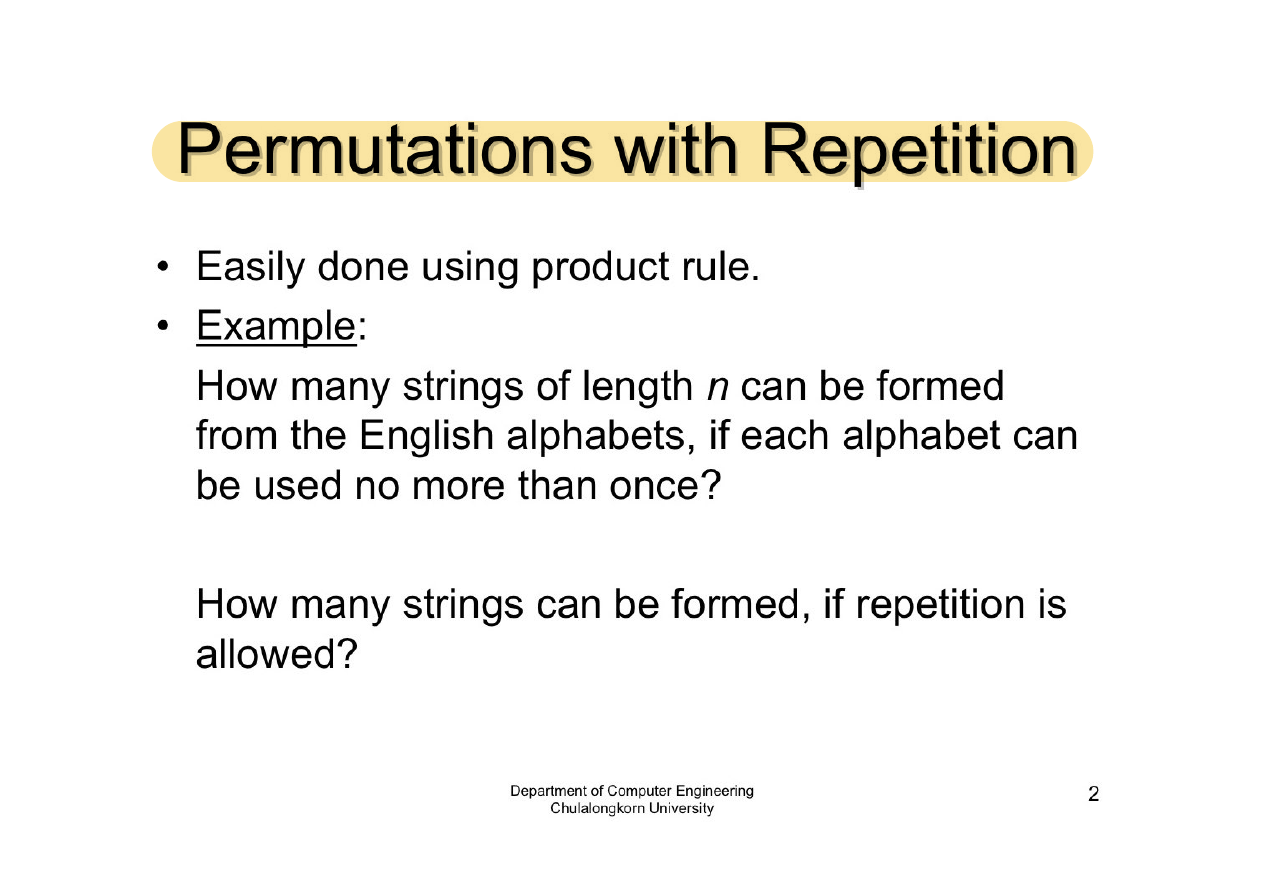 Permutations with Repetition
• Easily done using product rule.
• Example:
How many strings of length n can be formed
from the English alphabets, if each alphabet can
be used no more than once?
How many strings can be formed, if repetition is
allowed?
Department of Computer Engineering
Chulalongkorn University
2